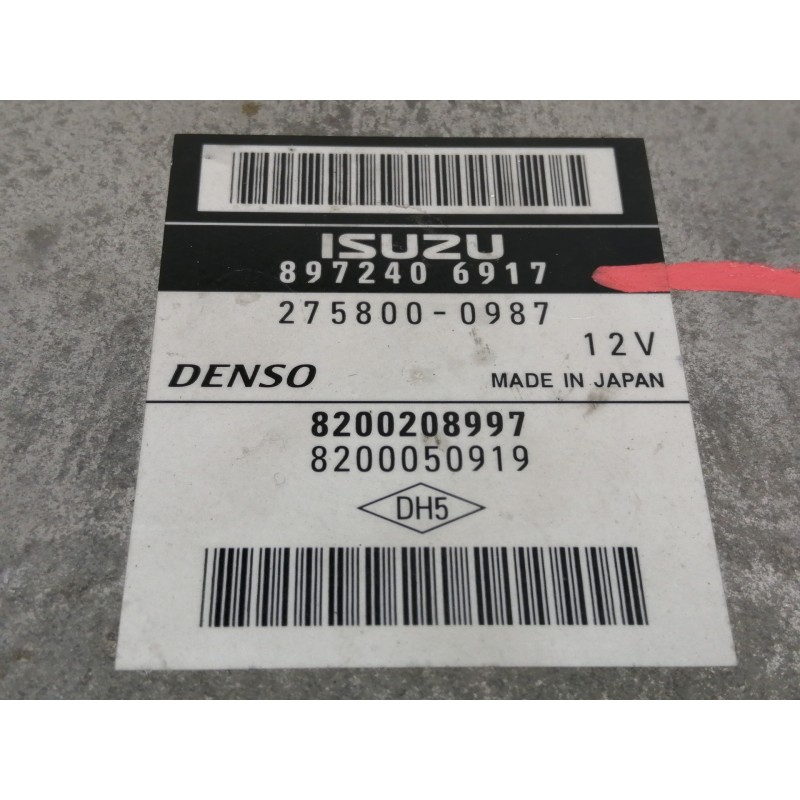 ISUZU
897240 6917
275800-0987
12V
DENSO MADE IN JAPAN
8200208997
8200050919
DH5